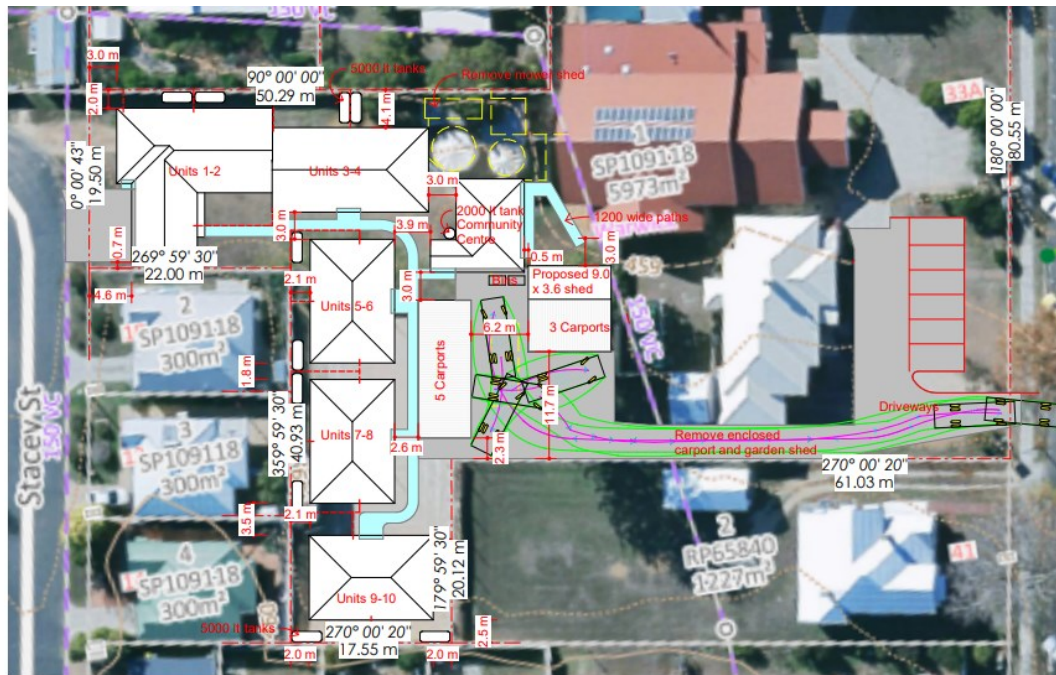 150 VC
3.0 m
90° 00' 00"
50.29 m
5000 lt tanks
Remove mower shed
2.0 m
4.1 m
33A
180° 00' 00"
80.55 m
1
SP109118
5973m²
0° 00' 43"
19.50 m
Units 1-2
Units 3-4
3.0 m
2000 lt tank
Community
Centre
1200 wide paths
Warwick
3.0 m
3.9 m
3.0 m
0.7 m
269° 59' 30"
22.00 m
4.6 m
2.1 m
3.0 m
0.5 m
459
Bins
Proposed 9.0
x 3.6 shed
2
SP109118
300m²
Units 5-6
6.2 m
3 Carports
150 VC
5 Carports
1.8 m
Stacey St
150 VC
359° 59' 30"
40.93 m
Units 7-8
11.7 m
Driveways
3
SP109118
300m²
2.6 m
2.3 m
Remove enclosed
carport and garden shed
270° 00' 20"
61.03 m
3.5 m
2.1 m
4
SP109118
300m²
179° 59' 30"
20.12 m
2
RP65840
1227m²
41
Units 9-10
5000 lt tanks
270° 00' 20"
17.55 m
2.0 m
2.0 m
2.5 m